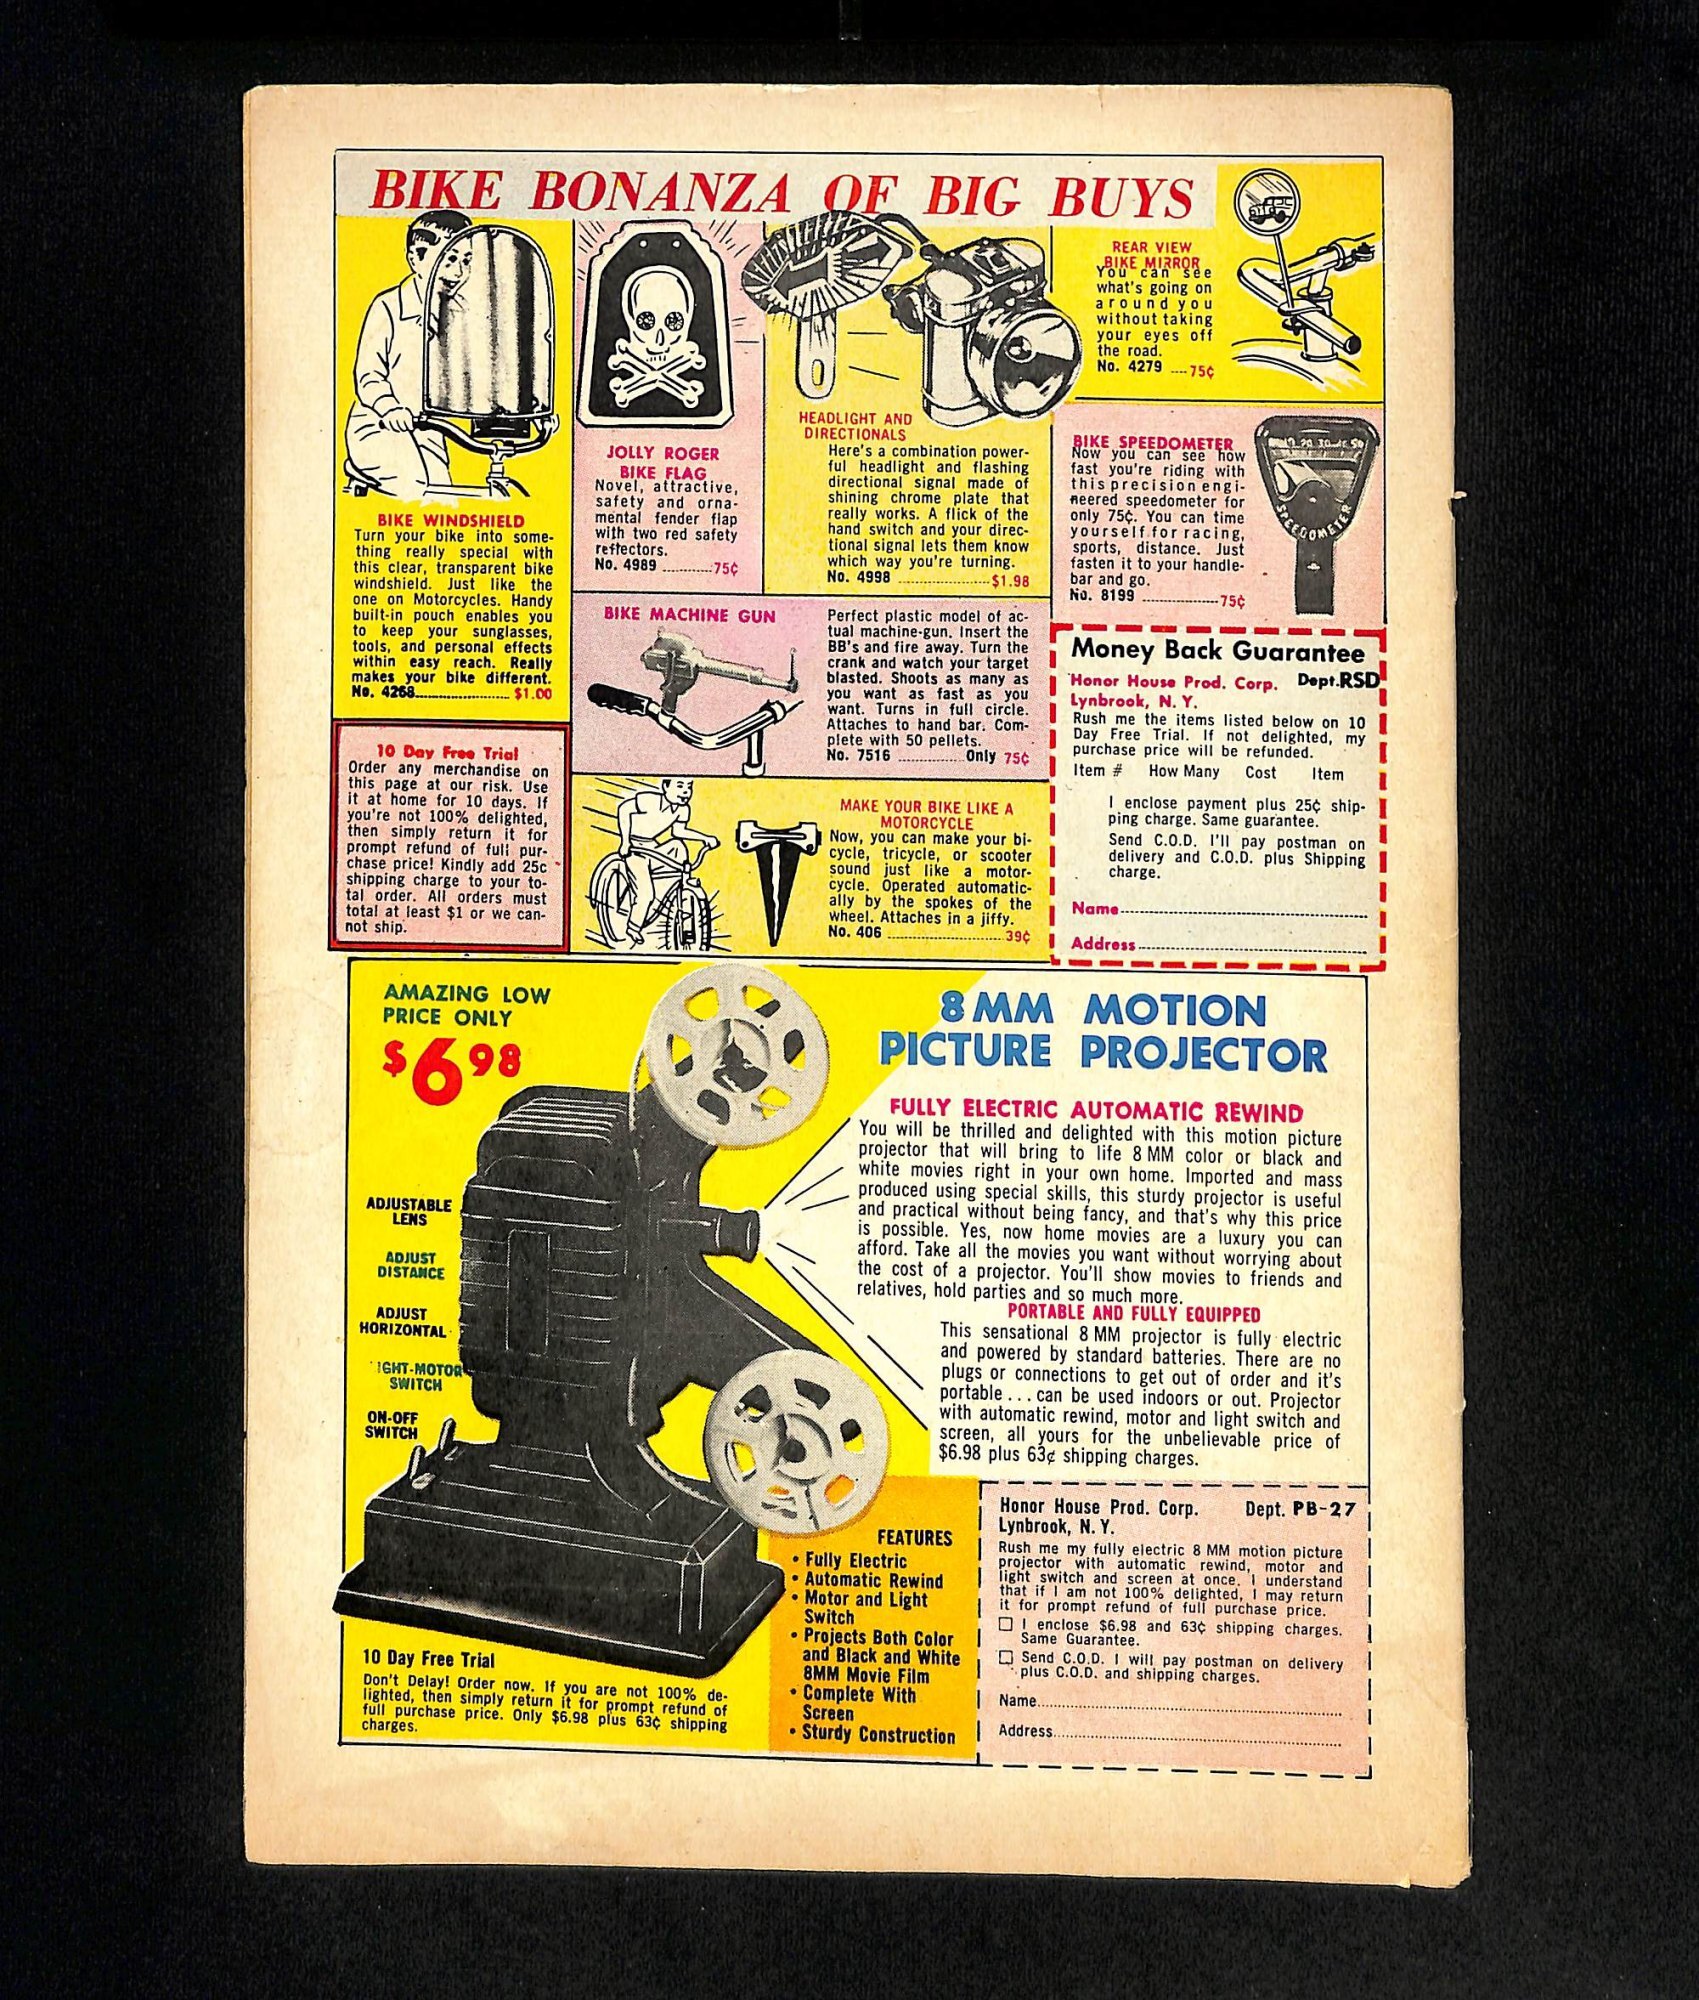 BIKE BONANZA OF BIG BUYS
BIKE WINDSHIELD
Turn your bike into some-
thing really special with
this clear, transparent bike
windshield. Just like the
one on Motorcycles. Handy
built-in pouch enables you
to keep your sunglasses,
tools, and personal effects
within easy reach. Really
makes your bike different.
No. 4268 $1.00
JOLLY ROGER
BIKE FLAG
Novel, attractive,
safety and orna-
mental fender flap
with two red safety
reflectors.
No. 4989 75¢
HEADLIGHT AND
DIRECTIONALS
Here's a combination power-
ful headlight and flashing
directional signal made of
shining chrome plate that
really works. A flick of the
hand switch and your direc-
tional signal lets them know
which way you're turning.
No. 4998 $1.98
REAR VIEW
BIKE MIRROR
You can see
what's going on
around you
without taking
your eyes off
the road.
No. 4279 75¢
BIKE SPEEDOMETER
Now you can see how
fast you're riding with
this precision engi-
neered speedometer for
only 75¢. You can time
yourself for racing,
sports, distance. Just
fasten it to your handle-
bar and go.
No. 8199 75¢
SPEEDOMETER
BIKE MACHINE GUN
Perfect plastic model of ac-
tual machine-gun. Insert the
BB's and fire away. Turn the
crank and watch your target
blasted. Shoots as many as
you want as fast as you
want. Turns in full circle.
Attaches to hand bar. Com-
plete with 50 pellets.
No. 7516 Only 75¢
10 Day Free Trial
Order any merchandise on
this page at our risk. Use
it at home for 10 days. If
you're not 100% delighted,
then simply return it for
prompt refund of full pur-
chase price! Kindly add 25c
shipping charge to your to-
tal order. All orders must
total at least $1 or we can-
not ship.
MAKE YOUR BIKE LIKE A
MOTORCYCLE
Now, you can make your bi-
cycle, tricycle, or scooter
sound just like a motor-
cycle. Operated automatic-
ally by the spokes of the
wheel. Attaches in a jiffy.
No. 406 39¢
Money Back Guarantee
Honor House Prod. Corp. Dept. RSD
Lynbrook, N. Y.
Rush me the items listed below on 10
Day Free Trial. If not delighted, my
purchase price will be refunded.
Item # How Many Cost Item
I enclose payment plus 25¢ ship-
ping charge. Same guarantee.
Send C.O.D. I'll pay postman on
delivery and C.O.D. plus Shipping
charge.
Name
Address
AMAZING LOW
PRICE ONLY
$6.98
ADJUSTABLE
LENS
ADJUST
DISTANCE
ADJUST
HORIZONTAL
IGHT-MOTOR
SWITCH
ON-OFF
SWITCH
8 MM MOTION
PICTURE PROJECTOR
FULLY ELECTRIC AUTOMATIC REWIND
You will be thrilled and delighted with this motion picture
projector that will bring to life 8 MM color or black and
white movies right in your own home. Imported and mass
produced using special skills, this sturdy projector is useful
and practical without being fancy, and that's why this price
is possible. Yes, now home movies are a luxury you can
afford. Take all the movies you want without worrying about
the cost of a projector. You'll show movies to friends and
relatives, hold parties and so much more.
PORTABLE AND FULLY EQUIPPED
This sensational 8 MM projector is fully electric
and powered by standard batteries. There are no
plugs or connections to get out of order and it's
portable . . . can be used indoors or out. Projector
with automatic rewind, motor and light switch and
screen, all yours for the unbelievable price of
$6.98 plus 63¢ shipping charges.
10 Day Free Trial
Don't Delay! Order now. If you are not 100% de-
lighted, then simply return it for prompt refund of
full purchase price. Only $6.98 plus 63¢ shipping
charges.
FEATURES
• Fully Electric
• Automatic Rewind
• Motor and Light
Switch
• Projects Both Color
and Black and White
8MM Movie Film
• Complete With
Screen
• Sturdy Construction
Honor House Prod. Corp. Dept. PB-27
Lynbrook, N. Y.
Rush me my fully electric 8 MM motion picture
projector with automatic rewind, motor and
light switch and screen at once. I understand
that if I am not 100% delighted, I may return
it for prompt refund of full purchase price.
☐ I enclose $6.98 and 63¢ shipping charges.
Same Guarantee.
☐ Send C.O.D. I will pay postman on delivery
plus C.O.D. and shipping charges.
Name
Address